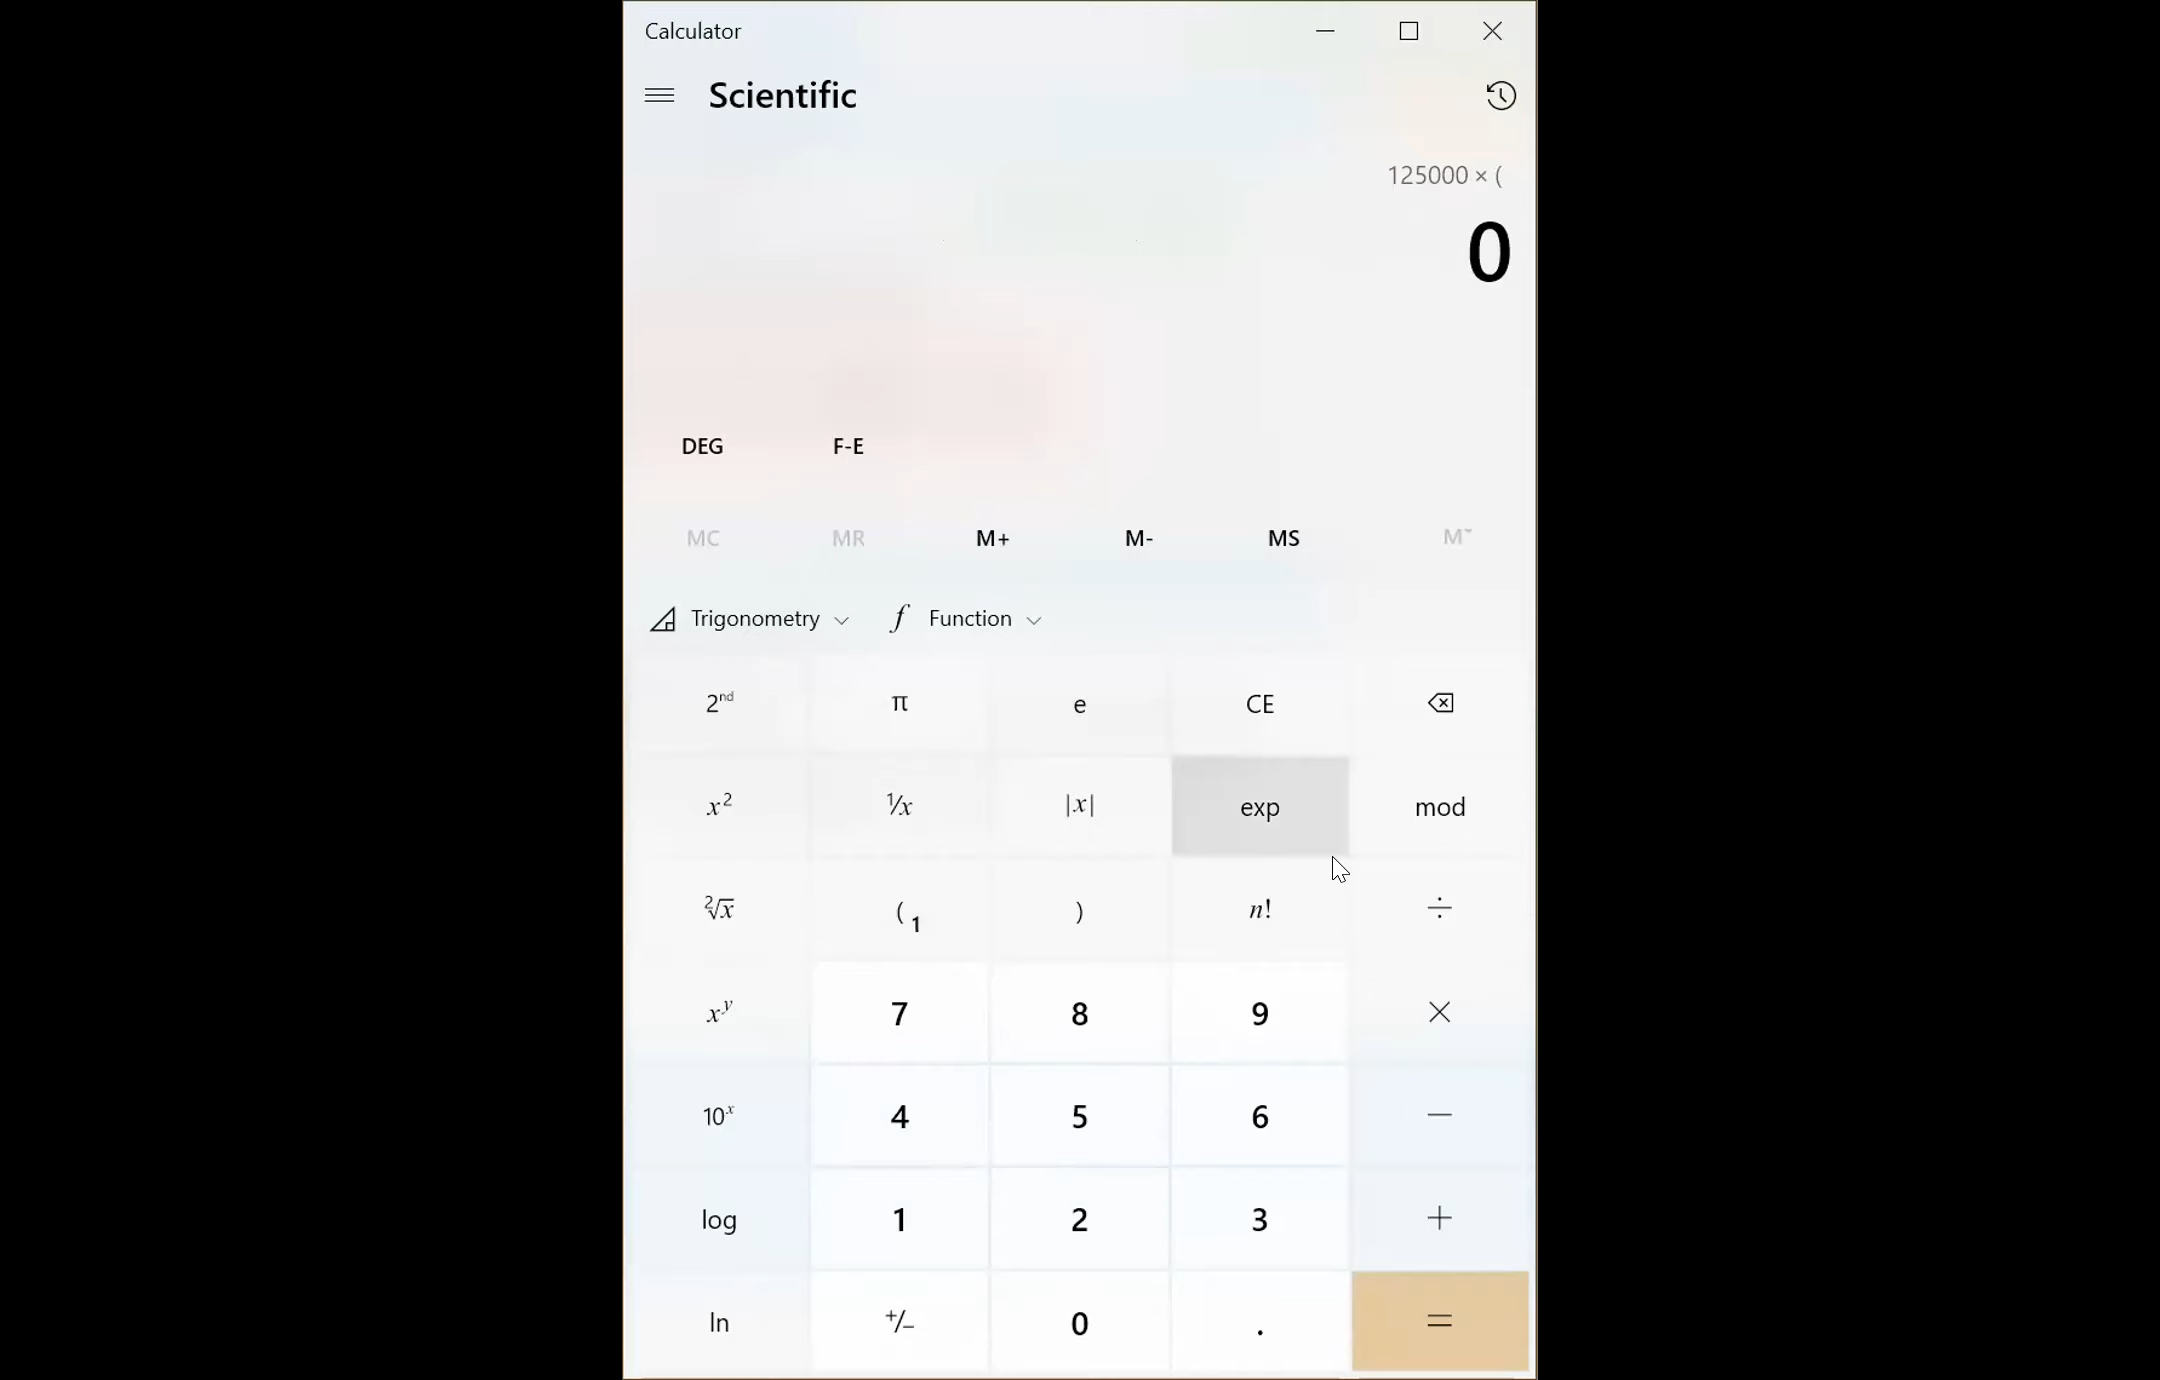 Calculator
Scientific
125000 × (
0
DEG F-E
MC MR M+ M- MS M˅
Trigonometry f Function
2ⁿᵈ π e CE
x² ¹/x |x| exp mod
²√x (₁ ) n! ÷
xʸ 7 8 9 ×
10ˣ 4 5 6 −
log 1 2 3 +
ln +/− 0 . =